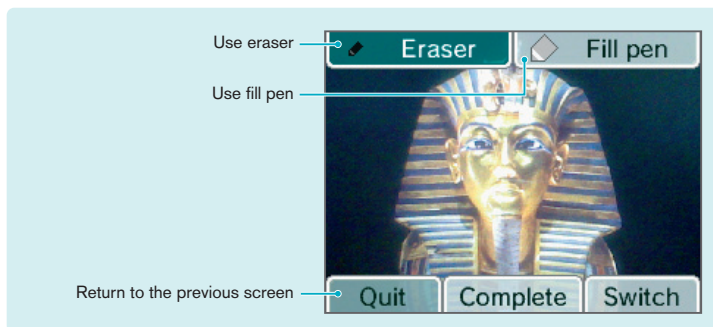 Use eraser
Eraser
Fill pen
Use fill pen
Return to the previous screen
Quit
Complete
Switch